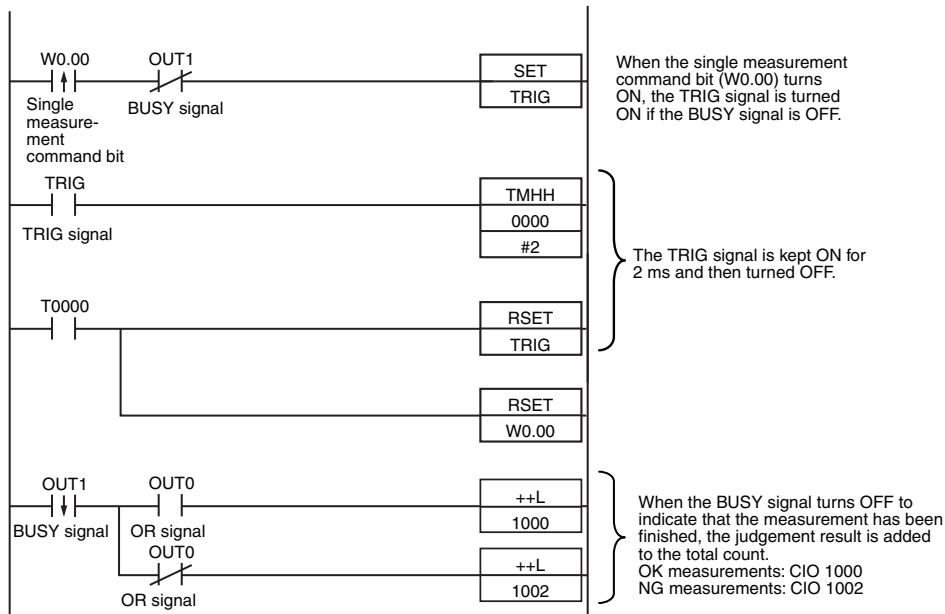 W0.00
OUT1
Single
measure-
ment
command bit
BUSY signal
SET
TRIG
When the single measurement
command bit (W0.00) turns
ON, the TRIG signal is turned
ON if the BUSY signal is OFF.
TRIG
TRIG signal
TMHH
0000
#2
The TRIG signal is kept ON for
2 ms and then turned OFF.
T0000
RSET
TRIG
RSET
W0.00
OUT1
BUSY signal
OUT0
OR signal
++L
1000
OUT0
OR signal
++L
1002
When the BUSY signal turns OFF to
indicate that the measurement has been
finished, the judgement result is added
to the total count.
OK measurements: CIO 1000
NG measurements: CIO 1002